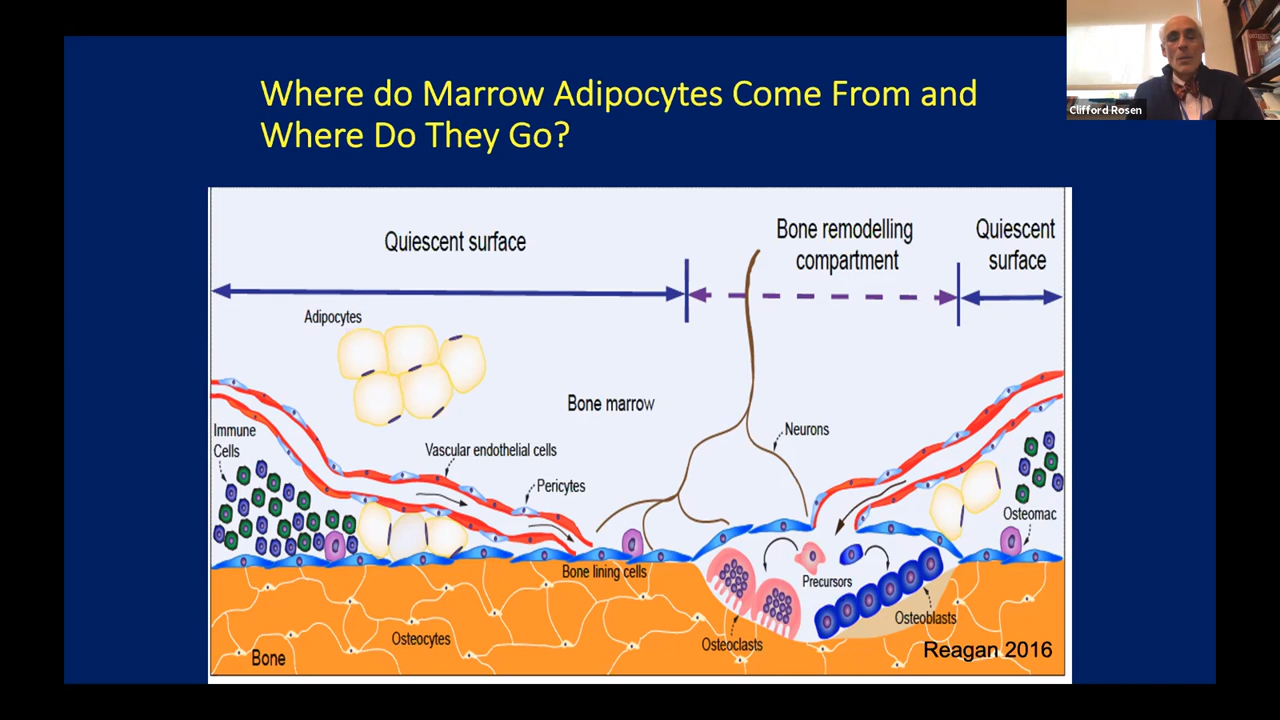 Where do Marrow Adipocytes Come From and
Where Do They Go?
Clifford Rosen
Quiescent surface
Bone remodelling
compartment
Quiescent
surface
Adipocytes
Bone marrow
Immune
Cells
Vascular endothelial cells
Pericytes
Neurons
Osteomac
Bone lining cells
Precursors
Osteoblasts
Osteoclasts
Osteocytes
Bone
Reagan 2016